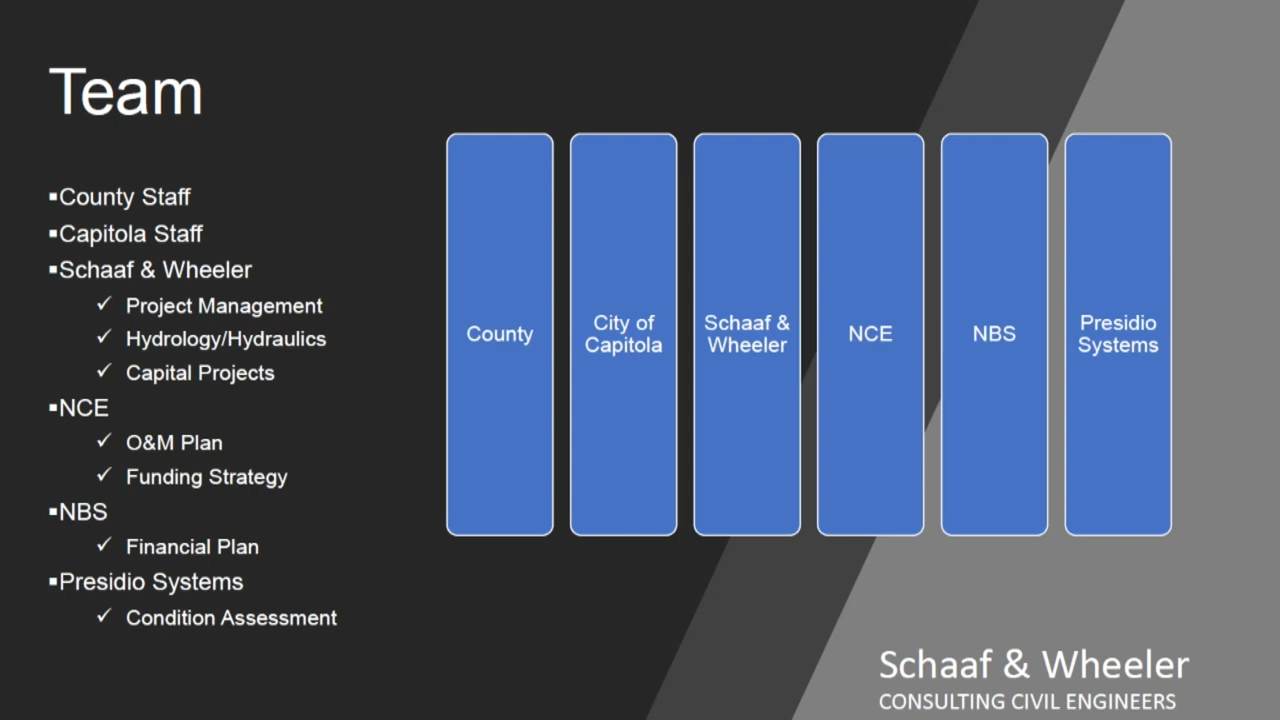 Team
▪County Staff
▪Capitola Staff
▪Schaaf & Wheeler
✓ Project Management
✓ Hydrology/Hydraulics
✓ Capital Projects
▪NCE
✓ O&M Plan
✓ Funding Strategy
▪NBS
✓ Financial Plan
▪Presidio Systems
✓ Condition Assessment
County
City of
Capitola
Schaaf &
Wheeler
NCE
NBS
Presidio
Systems
Schaaf & Wheeler
CONSULTING CIVIL ENGINEERS